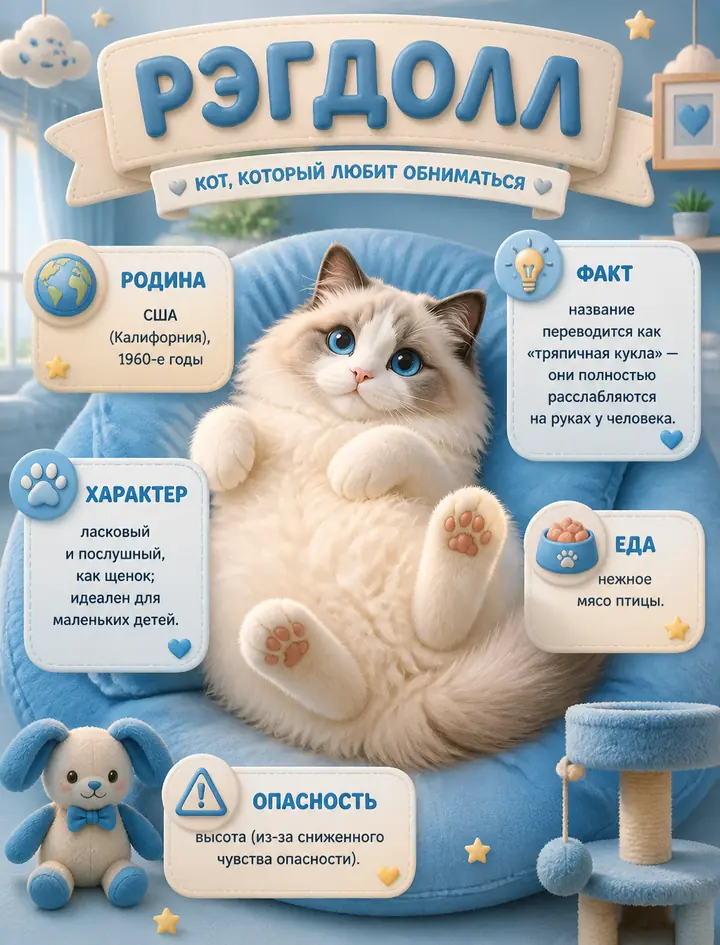 РЭГДОЛЛ
КОТ, КОТОРЫЙ ЛЮБИТ ОБНИМАТЬСЯ
РОДИНА
США
(Калифорния),
1960-е годы
ФАКТ
название
переводится как
«тряпичная кукла» —
они полностью
расслабляются
на руках у человека.
ХАРАКТЕР
ласковый
и послушный,
как щенок;
идеален для
маленьких детей.
ЕДА
нежное
мясо птицы.
ОПАСНОСТЬ
высота (из-за сниженного
чувства опасности).